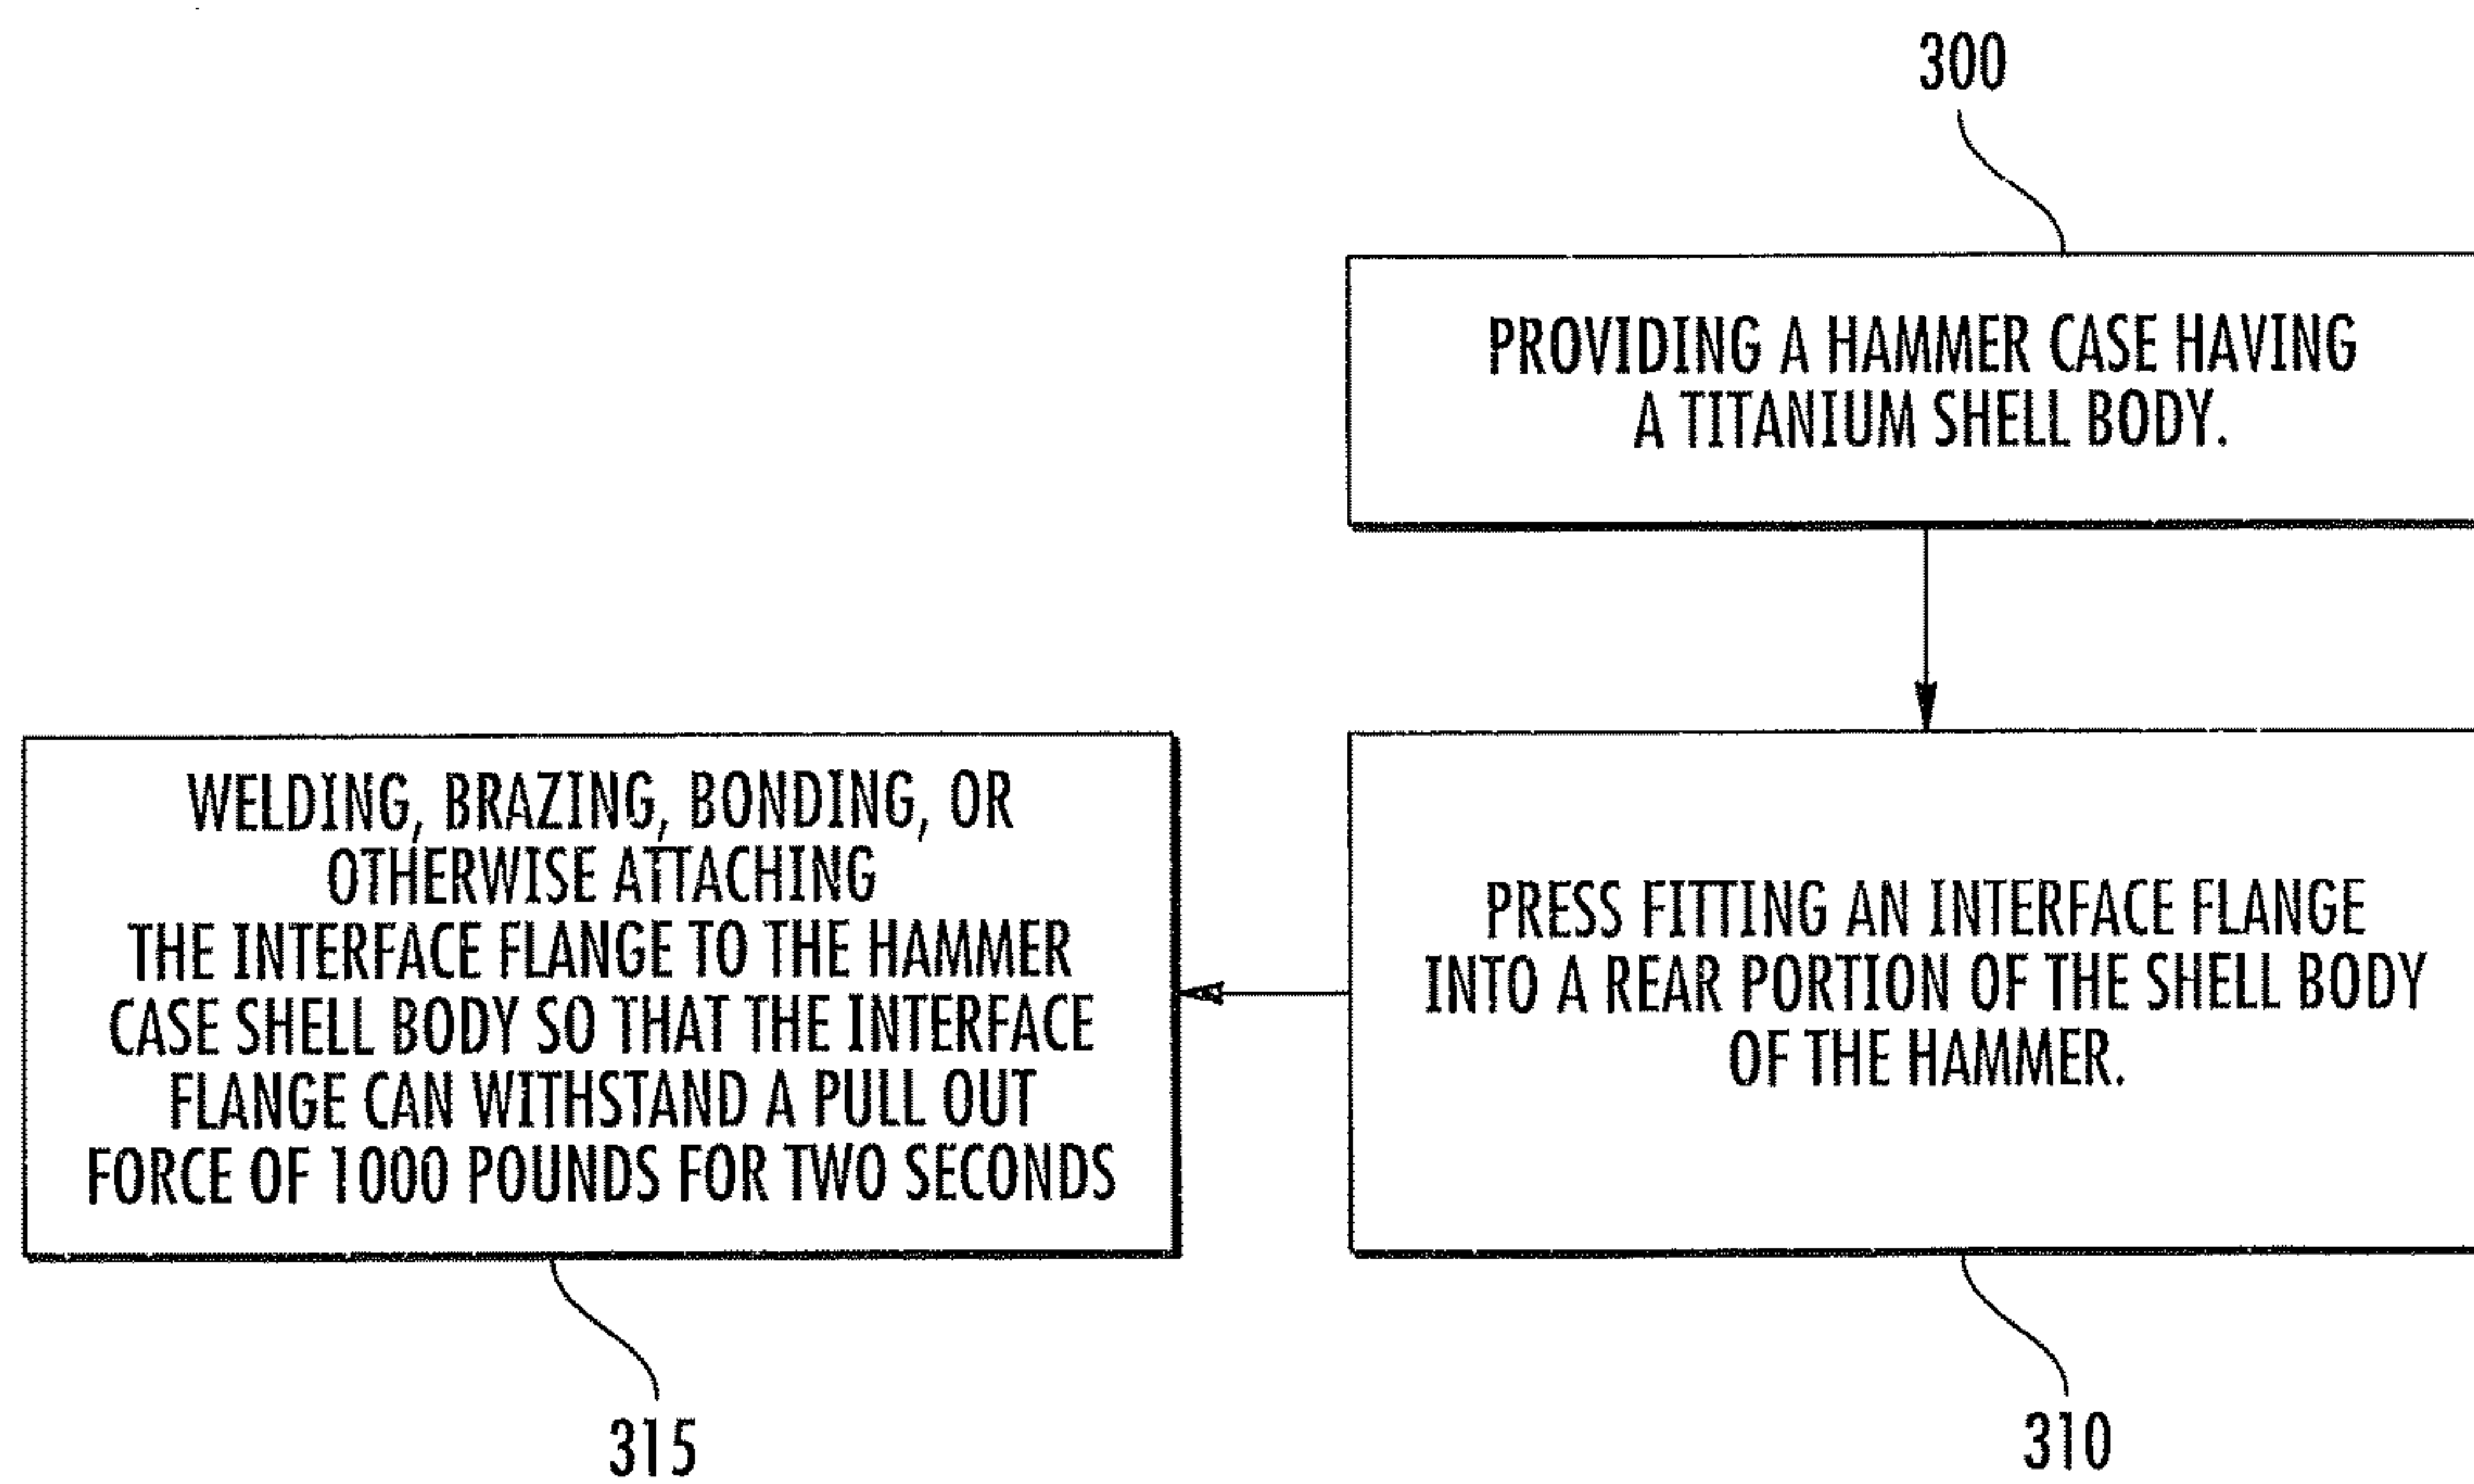 300
PROVIDING A HAMMER CASE HAVING
A TITANIUM SHELL BODY.
PRESS FITTING AN INTERFACE FLANGE
INTO A REAR PORTION OF THE SHELL BODY
OF THE HAMMER.
310
WELDING, BRAZING, BONDING, OR
OTHERWISE ATTACHING
THE INTERFACE FLANGE TO THE HAMMER
CASE SHELL BODY SO THAT THE INTERFACE
FLANGE CAN WITHSTAND A PULL OUT
FORCE OF 1000 POUNDS FOR TWO SECONDS
315